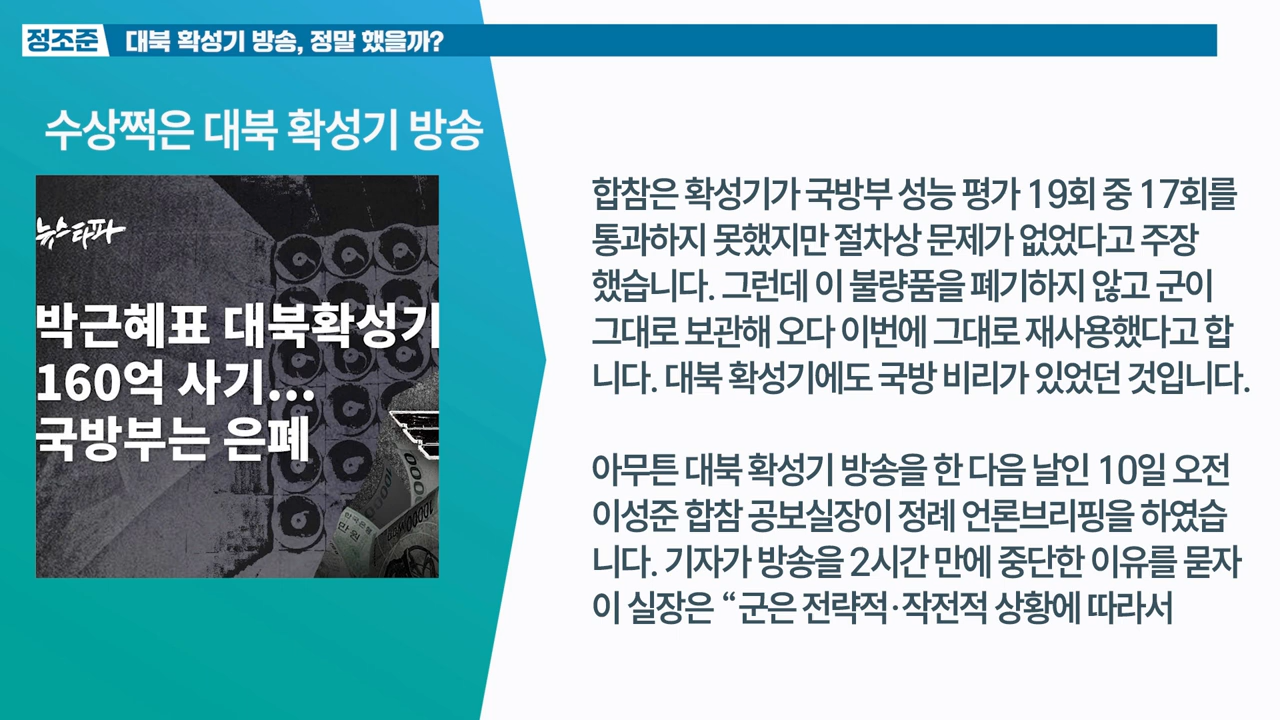 정조준 대북 확성기 방송, 정말 했을까?
수상쩍은 대북 확성기 방송
뉴스타파
박근혜표 대북확성기
160억 사기...
국방부는 은폐
한국은행
만원
10000
000
합참은 확성기가 국방부 성능 평가 19회 중 17회를
통과하지 못했지만 절차상 문제가 없었다고 주장
했습니다. 그런데 이 불량품을 폐기하지 않고 군이
그대로 보관해 오다 이번에 그대로 재사용했다고 합
니다. 대북 확성기에도 국방 비리가 있었던 것입니다.
아무튼 대북 확성기 방송을 한 다음 날인 10일 오전
이성준 합참 공보실장이 정례 언론브리핑을 하였습
니다. 기자가 방송을 2시간 만에 중단한 이유를 묻자
이 실장은 “군은 전략적·작전적 상황에 따라서